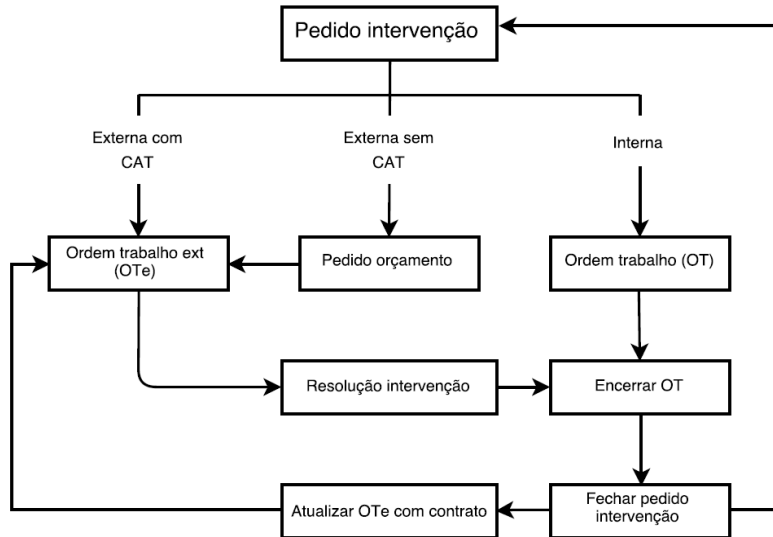 Pedido intervenção
Externa com
CAT
Externa sem
CAT
Interna
Ordem trabalho ext
(OTe)
Pedido orçamento
Ordem trabalho (OT)
Resolução intervenção
Encerrar OT
Atualizar OTe com contrato
Fechar pedido
intervenção